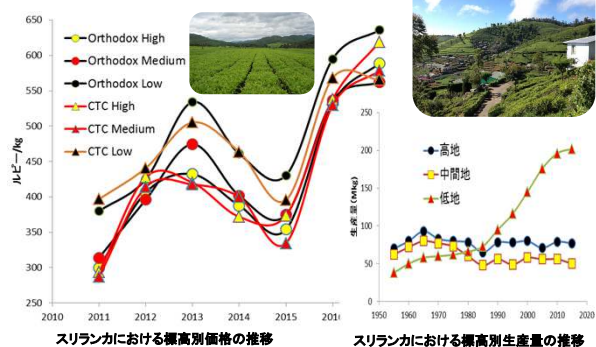 650
600
550
500
450
400
350
300
250
ルピー/kg
Orthodox High
Orthodox Medium
Orthodox Low
CTC High
CTC Medium
CTC Low
2010 2011 2012 2013 2014 2015 2016
スリランカにおける標高別価格の推移
250
200
150
100
50
0
生産量(Mkg)
高地
中間地
低地
1950 1960 1970 1980 1990 2000 2010 2020
スリランカにおける標高別生産量の推移